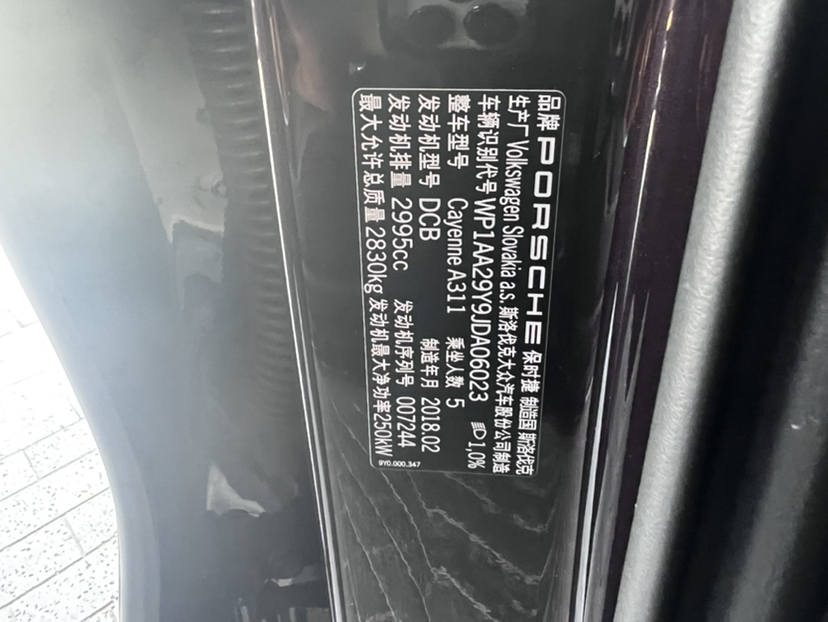 品牌 PORSCHE 保时捷 制造国 斯洛伐克
生产厂 Volkswagen Slovakia a.s. 斯洛伐克大众汽车股份公司制造
车辆识别代号 WP1AA29Y9JDA06023 1,0%
整车型号 Cayenne A311 乘坐人数 5
发动机型号 DCB 制造年月 2018.02
发动机排量 2995cc 发动机序列号 007244
最大允许总质量 2830kg 发动机最大净功率 250kW
9Y0.000.347